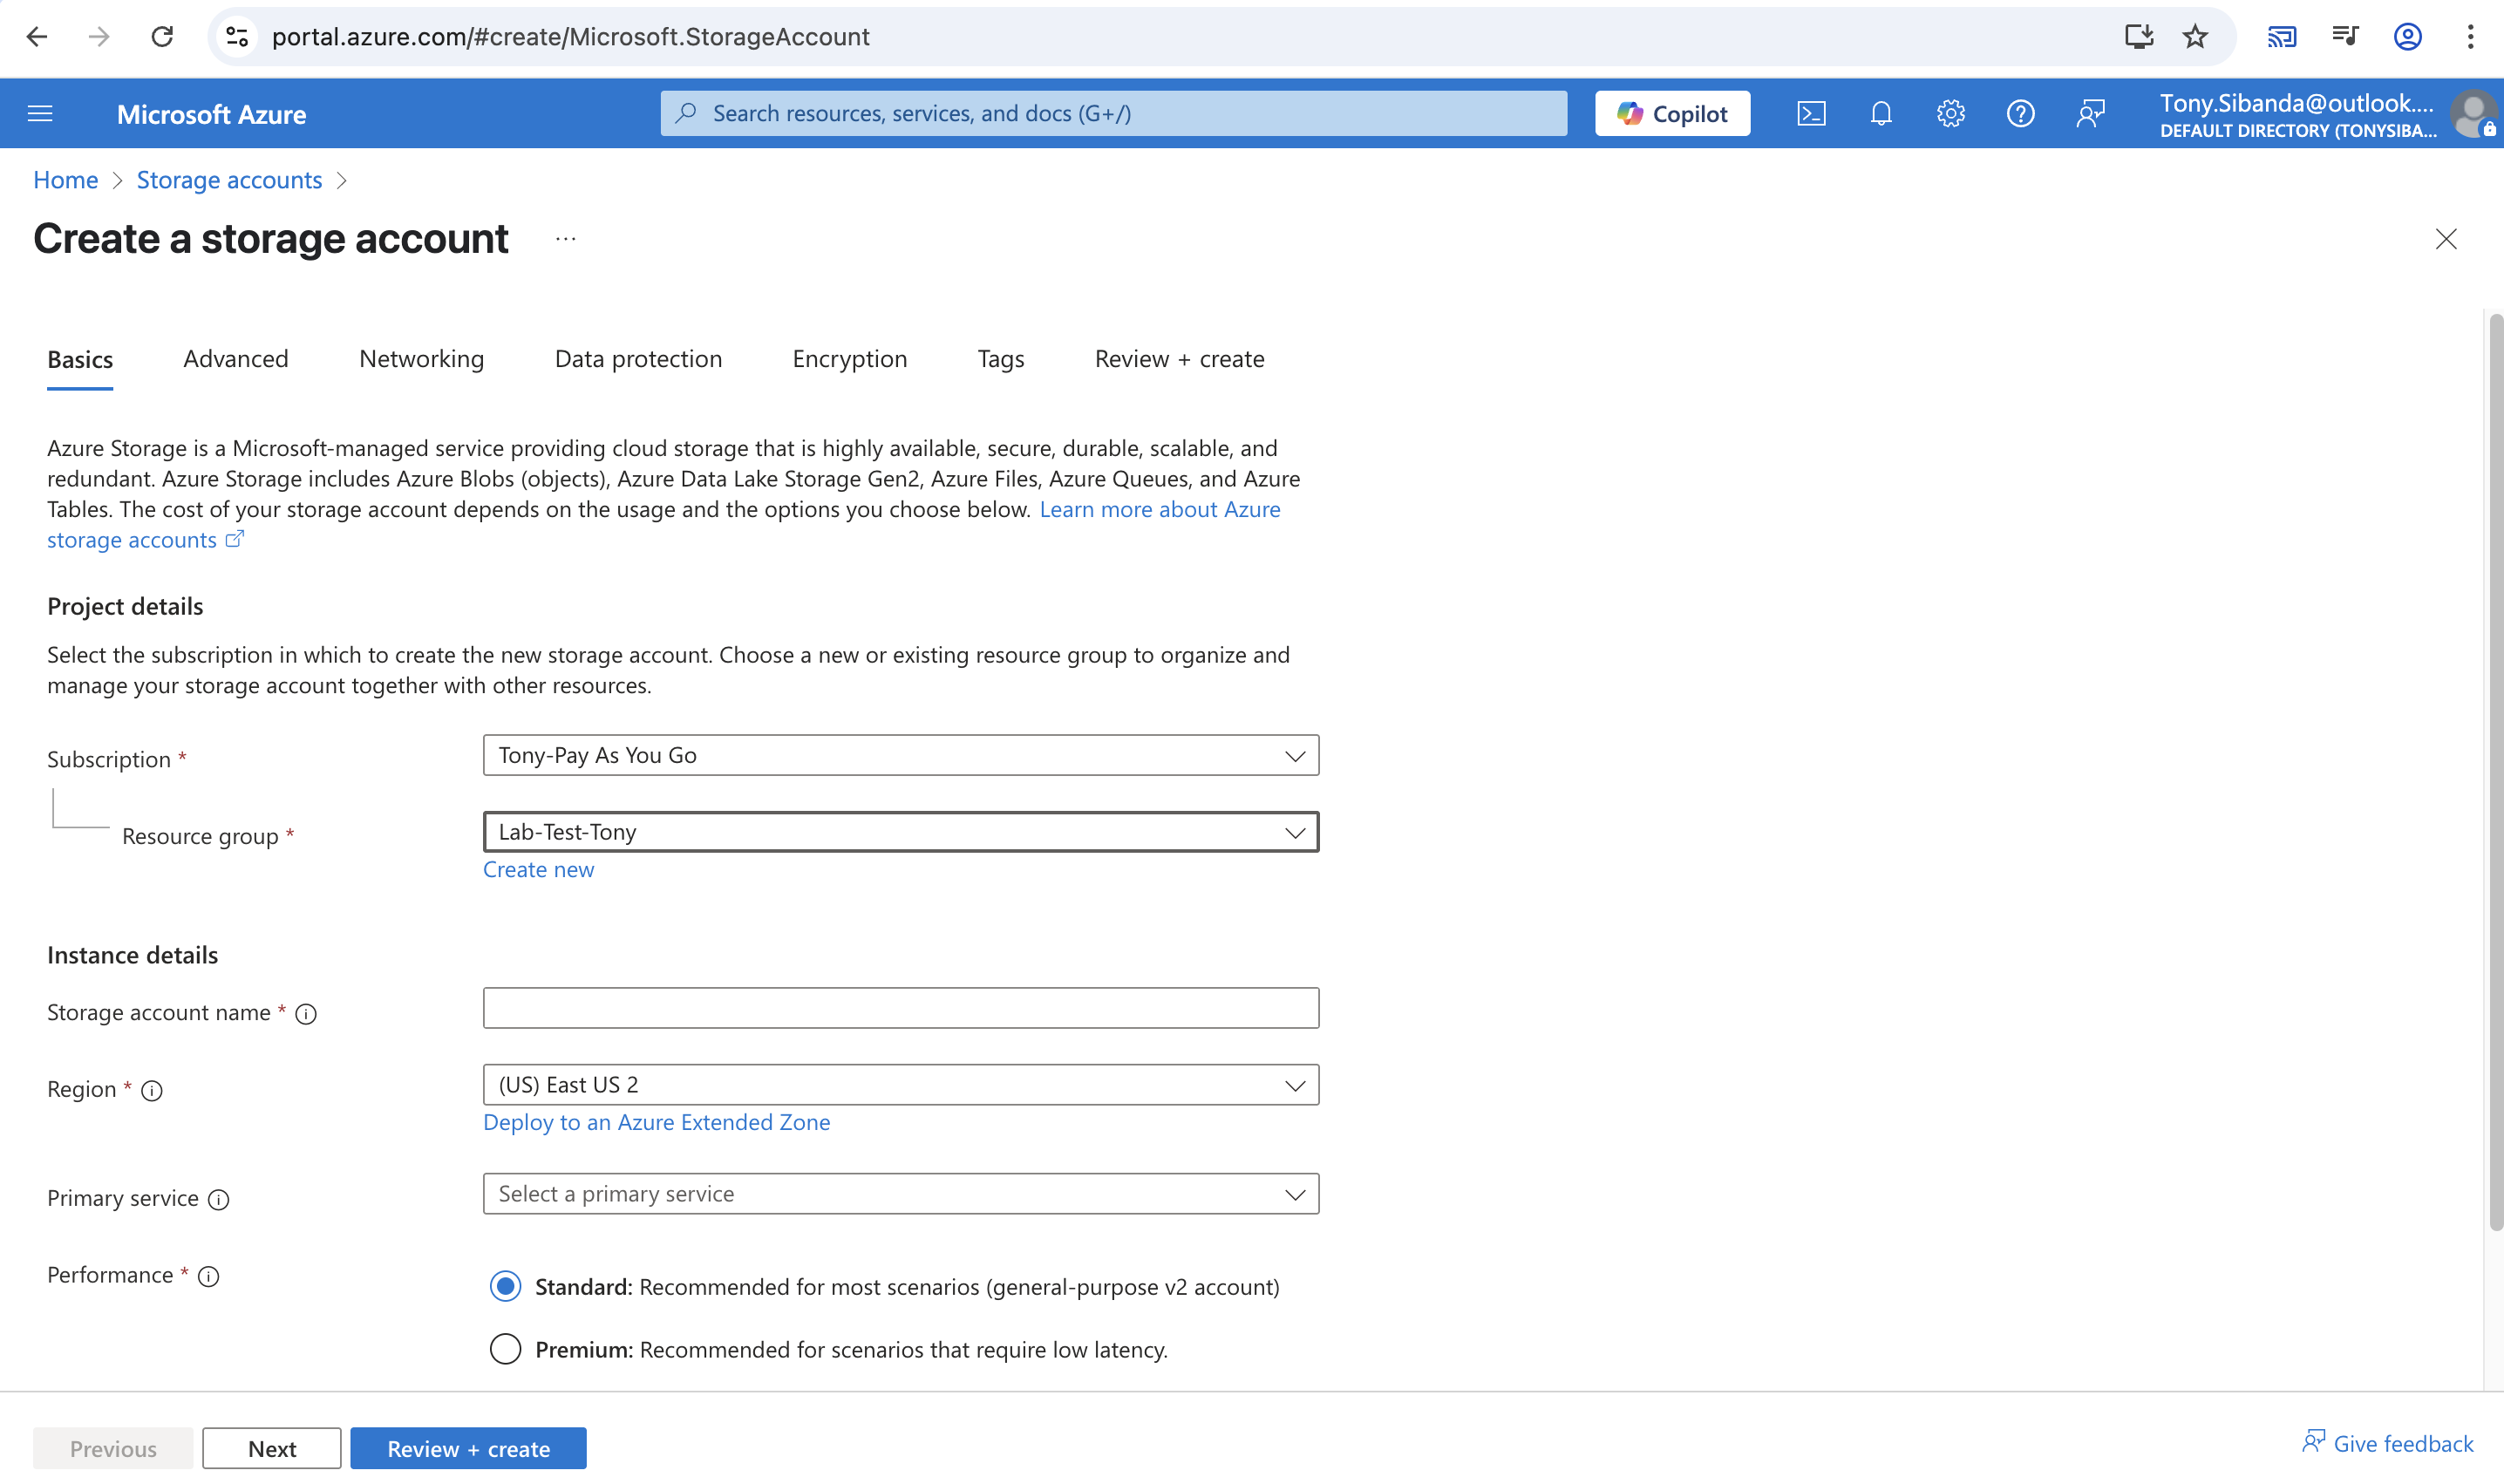 portal.azure.com/#create/Microsoft.StorageAccount
Microsoft Azure
Search resources, services, and docs (G+/)
Copilot
Tony.Sibanda@outlook....
DEFAULT DIRECTORY (TONYSIBA...
Home > Storage accounts >
Create a storage account ...
Basics Advanced Networking Data protection Encryption Tags Review + create
Azure Storage is a Microsoft-managed service providing cloud storage that is highly available, secure, durable, scalable, and
redundant. Azure Storage includes Azure Blobs (objects), Azure Data Lake Storage Gen2, Azure Files, Azure Queues, and Azure
Tables. The cost of your storage account depends on the usage and the options you choose below. Learn more about Azure
storage accounts
Project details
Select the subscription in which to create the new storage account. Choose a new or existing resource group to organize and
manage your storage account together with other resources.
Subscription *
Tony-Pay As You Go
Resource group *
Lab-Test-Tony
Create new
Instance details
Storage account name *
Region *
(US) East US 2
Deploy to an Azure Extended Zone
Primary service
Select a primary service
Performance *
Standard: Recommended for most scenarios (general-purpose v2 account)
Premium: Recommended for scenarios that require low latency.
Previous
Next
Review + create
Give feedback